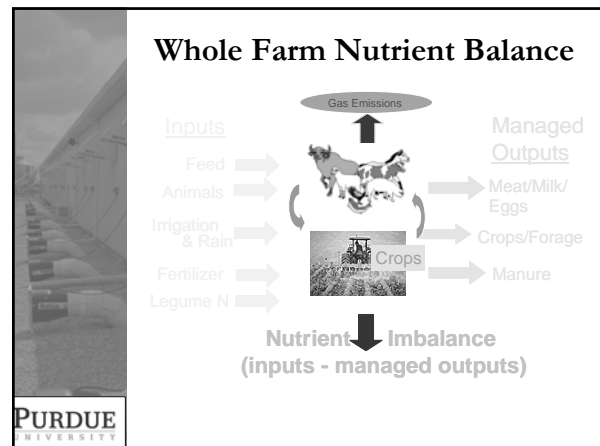 Whole Farm Nutrient Balance
Gas Emissions
Inputs
Feed
Animals
Irrigation
& Rain
Fertilizer
Legume N
Managed
Outputs
Meat/Milk/
Eggs
Crops/Forage
Manure
Crops
Nutrient Imbalance
(inputs - managed outputs)
PURDUE
UNIVERSITY